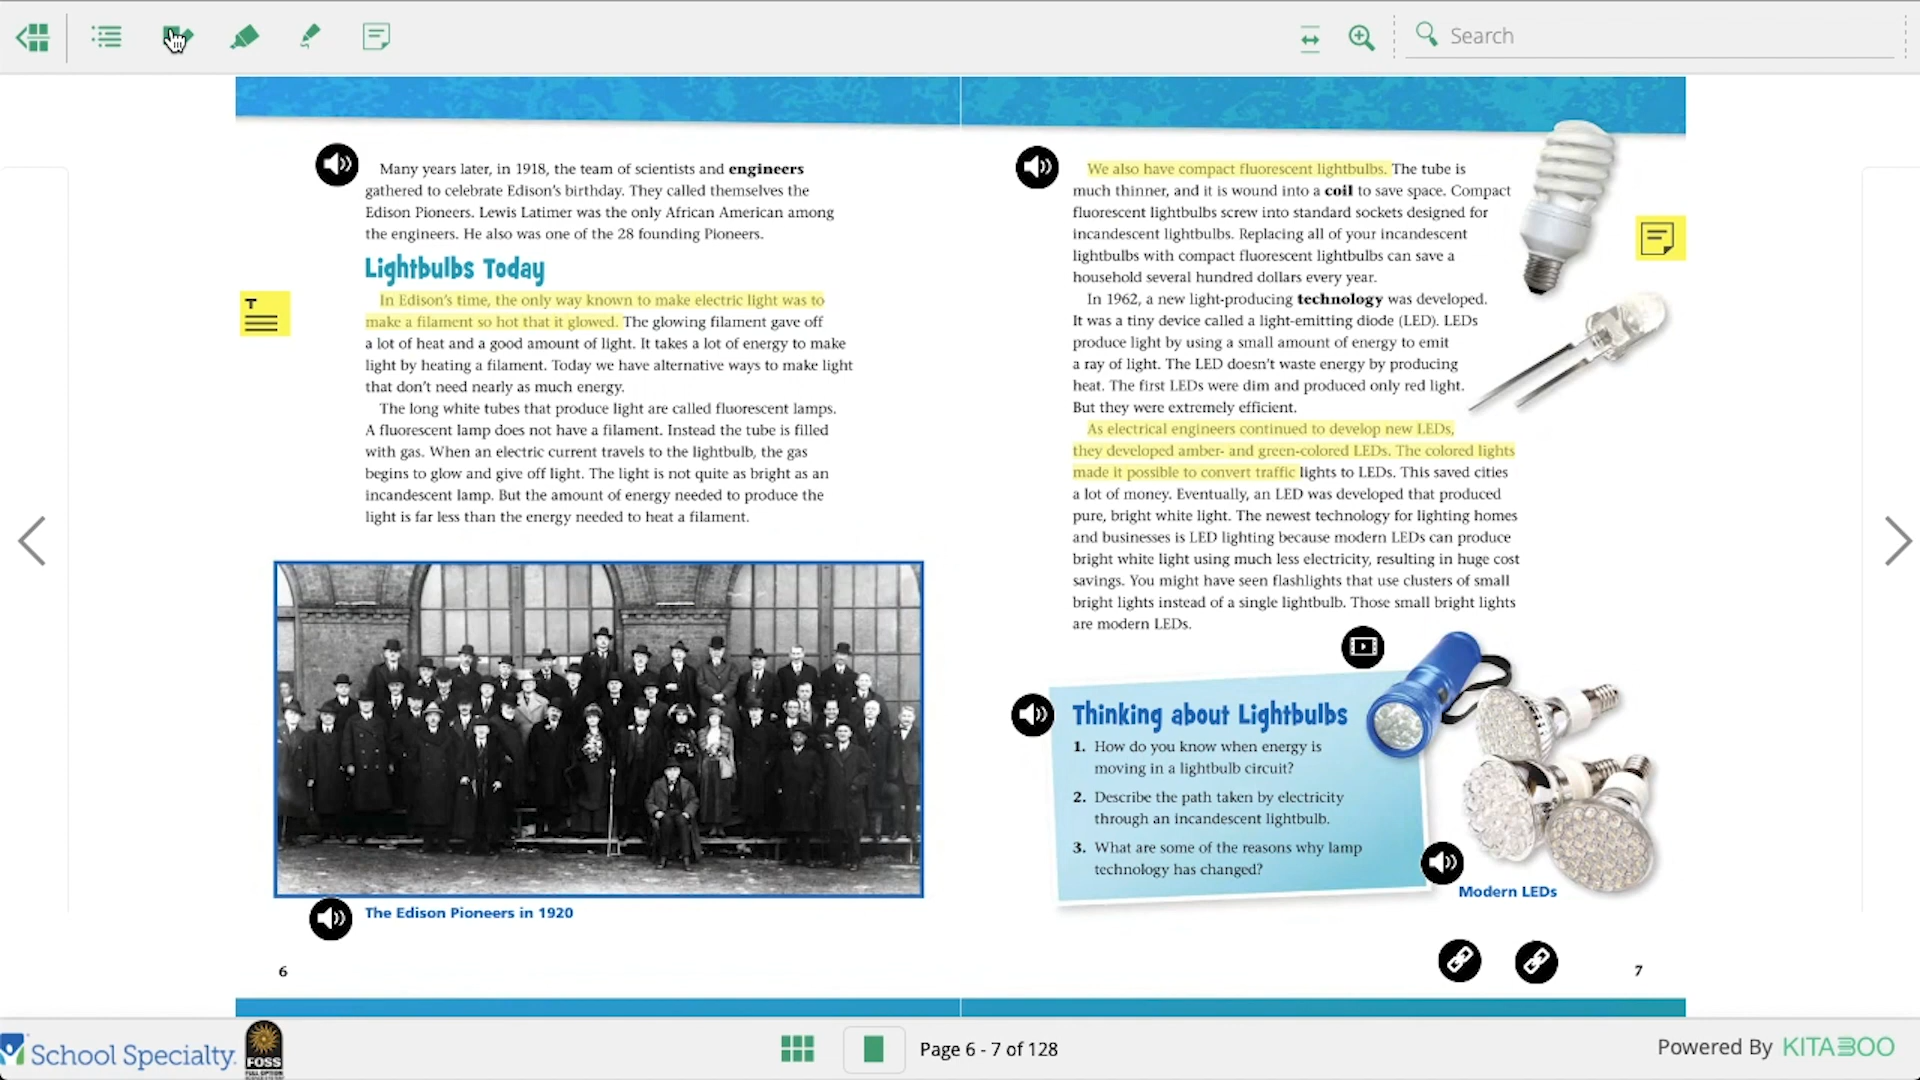 Search
Many years later, in 1918, the team of scientists and engineers
gathered to celebrate Edison's birthday. They called themselves the
Edison Pioneers. Lewis Latimer was the only African American among
the engineers. He also was one of the 28 founding Pioneers.
Lightbulbs Today
T
In Edison's time, the only way known to make electric light was to
make a filament so hot that it glowed. The glowing filament gave off
a lot of heat and a good amount of light. It takes a lot of energy to make
light by heating a filament. Today we have alternative ways to make light
that don't need nearly as much energy.
The long white tubes that produce light are called fluorescent lamps.
A fluorescent lamp does not have a filament. Instead the tube is filled
with gas. When an electric current travels to the lightbulb, the gas
begins to glow and give off light. The light is not quite as bright as an
incandescent lamp. But the amount of energy needed to produce the
light is far less than the energy needed to heat a filament.
The Edison Pioneers in 1920
6
We also have compact fluorescent lightbulbs. The tube is
much thinner, and it is wound into a coil to save space. Compact
fluorescent lightbulbs screw into standard sockets designed for
incandescent lightbulbs. Replacing all of your incandescent
lightbulbs with compact fluorescent lightbulbs can save a
household several hundred dollars every year.
In 1962, a new light-producing technology was developed.
It was a tiny device called a light-emitting diode (LED). LEDs
produce light by using a small amount of energy to emit
a ray of light. The LED doesn't waste energy by producing
heat. The first LEDs were dim and produced only red light.
But they were extremely efficient.
As electrical engineers continued to develop new LEDs,
they developed amber- and green-colored LEDs. The colored lights
made it possible to convert traffic lights to LEDs. This saved cities
a lot of money. Eventually, an LED was developed that produced
pure, bright white light. The newest technology for lighting homes
and businesses is LED lighting because modern LEDs can produce
bright white light using much less electricity, resulting in huge cost
savings. You might have seen flashlights that use clusters of small
bright lights instead of a single lightbulb. Those small bright lights
are modern LEDs.
Thinking about Lightbulbs
1. How do you know when energy is
moving in a lightbulb circuit?
2. Describe the path taken by electricity
through an incandescent lightbulb.
3. What are some of the reasons why lamp
technology has changed?
Modern LEDs
7
School Specialty.
FOSS
FULL OPTION
Page 6 - 7 of 128
Powered By KITABOO